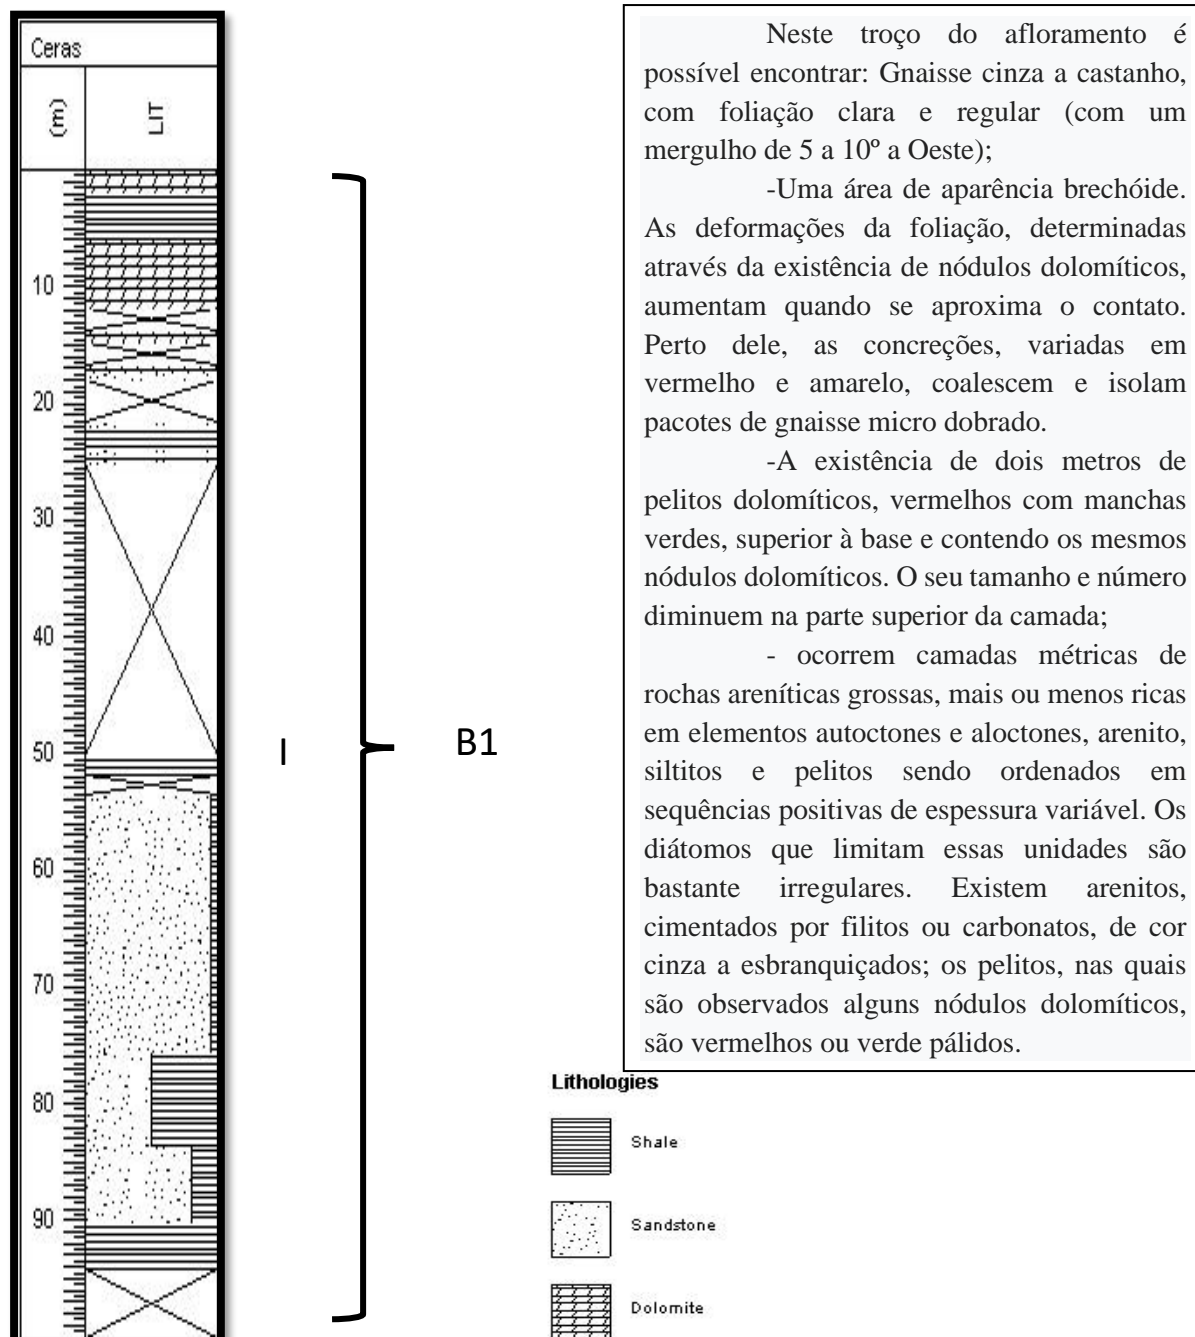 Ceras
(m)
LIT
10
20
30
40
50
60
70
80
90
I
B1
Neste troço do afloramento é
possível encontrar: Gnaisse cinza a castanho,
com foliação clara e regular (com um
mergulho de 5 a 10º a Oeste);
-Uma área de aparência brechóide.
As deformações da foliação, determinadas
através da existência de nódulos dolomíticos,
aumentam quando se aproxima o contato.
Perto dele, as concreções, variadas em
vermelho e amarelo, coalescem e isolam
pacotes de gnaisse micro dobrado.
-A existência de dois metros de
pelitos dolomíticos, vermelhos com manchas
verdes, superior à base e contendo os mesmos
nódulos dolomíticos. O seu tamanho e número
diminuem na parte superior da camada;
- ocorrem camadas métricas de
rochas areníticas grossas, mais ou menos ricas
em elementos autoctones e aloctones, arenito,
siltitos e pelitos sendo ordenados em
sequências positivas de espessura variável. Os
diátomos que limitam essas unidades são
bastante irregulares. Existem arenitos,
cimentados por filitos ou carbonatos, de cor
cinza a esbranquiçados; os pelitos, nas quais
são observados alguns nódulos dolomíticos,
são vermelhos ou verde pálidos.
Lithologies
Shale
Sandstone
Dolomite